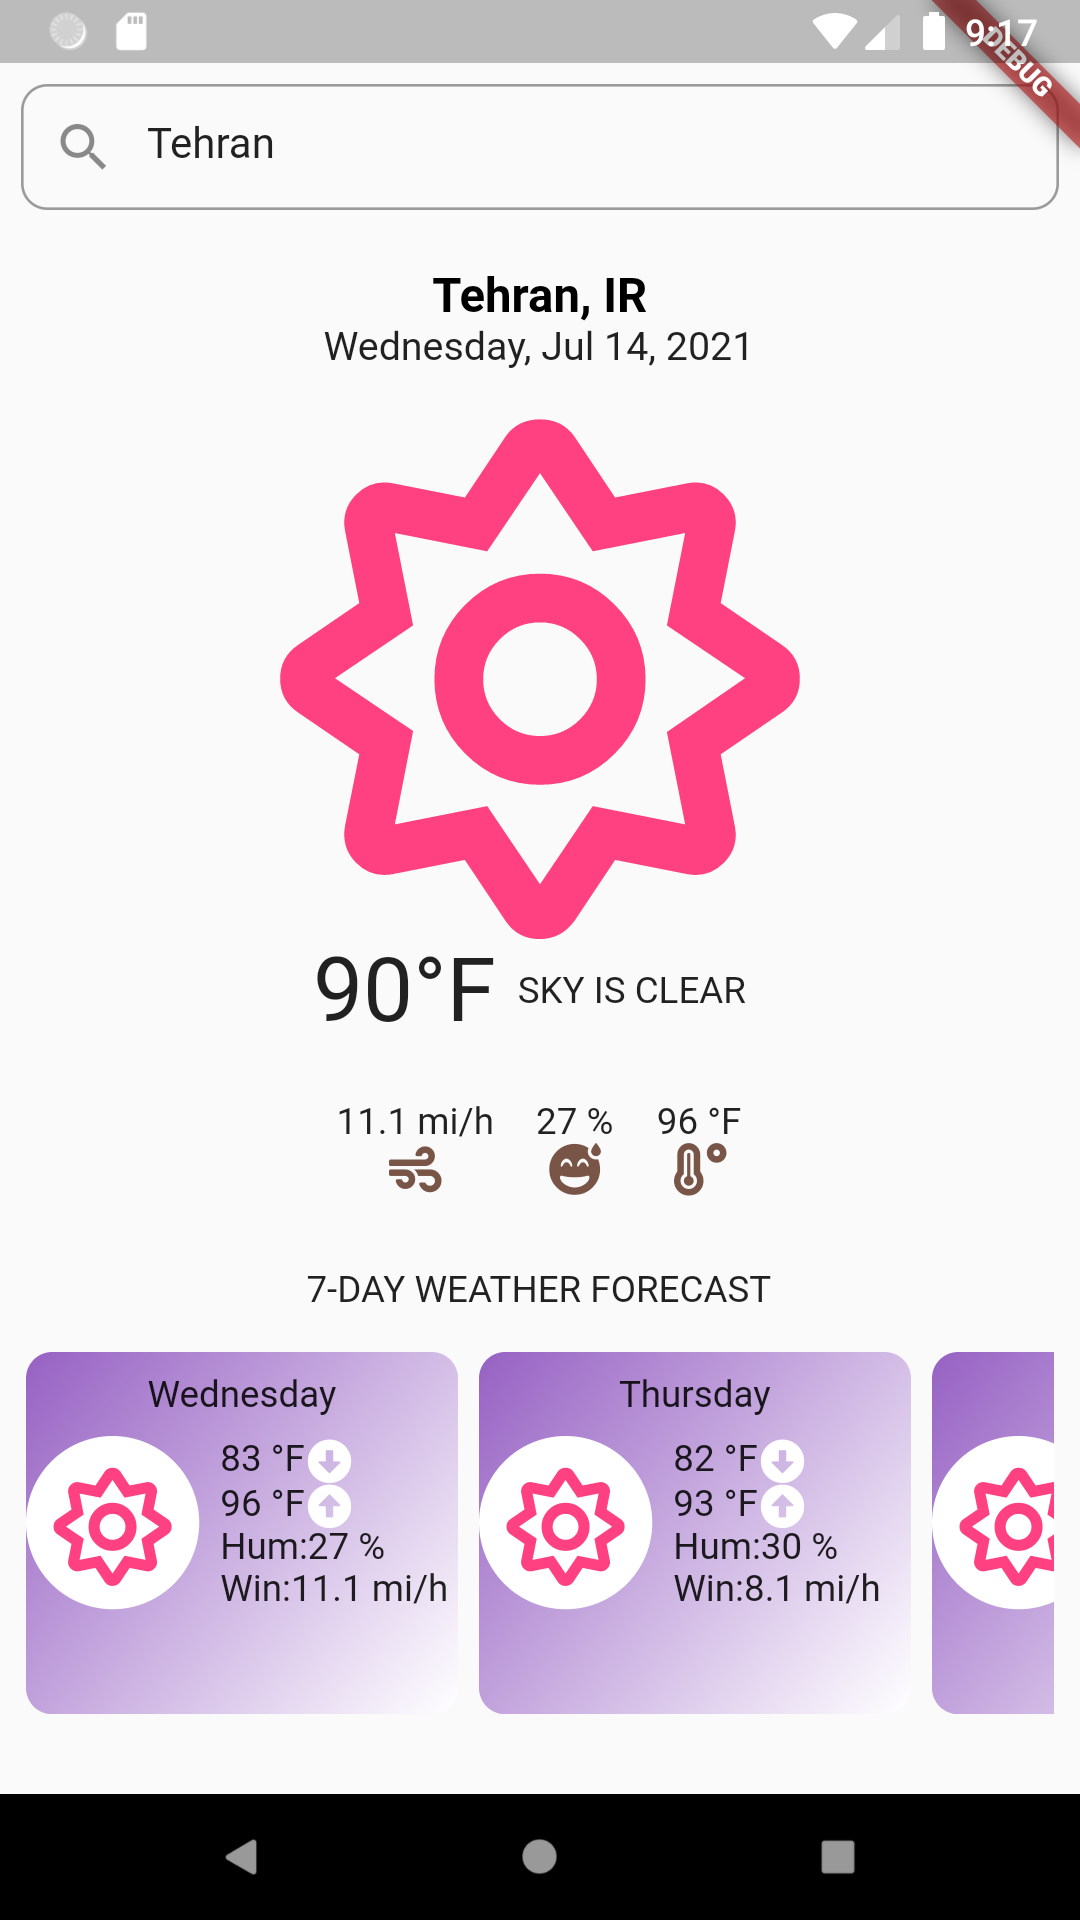 9:17
DEBUG
Tehran
Tehran, IR
Wednesday, Jul 14, 2021
90°F SKY IS CLEAR
11.1 mi/h 27 % 96 °F
7-DAY WEATHER FORECAST
Wednesday
83 °F
96 °F
Hum:27 %
Win:11.1 mi/h
Thursday
82 °F
93 °F
Hum:30 %
Win:8.1 mi/h